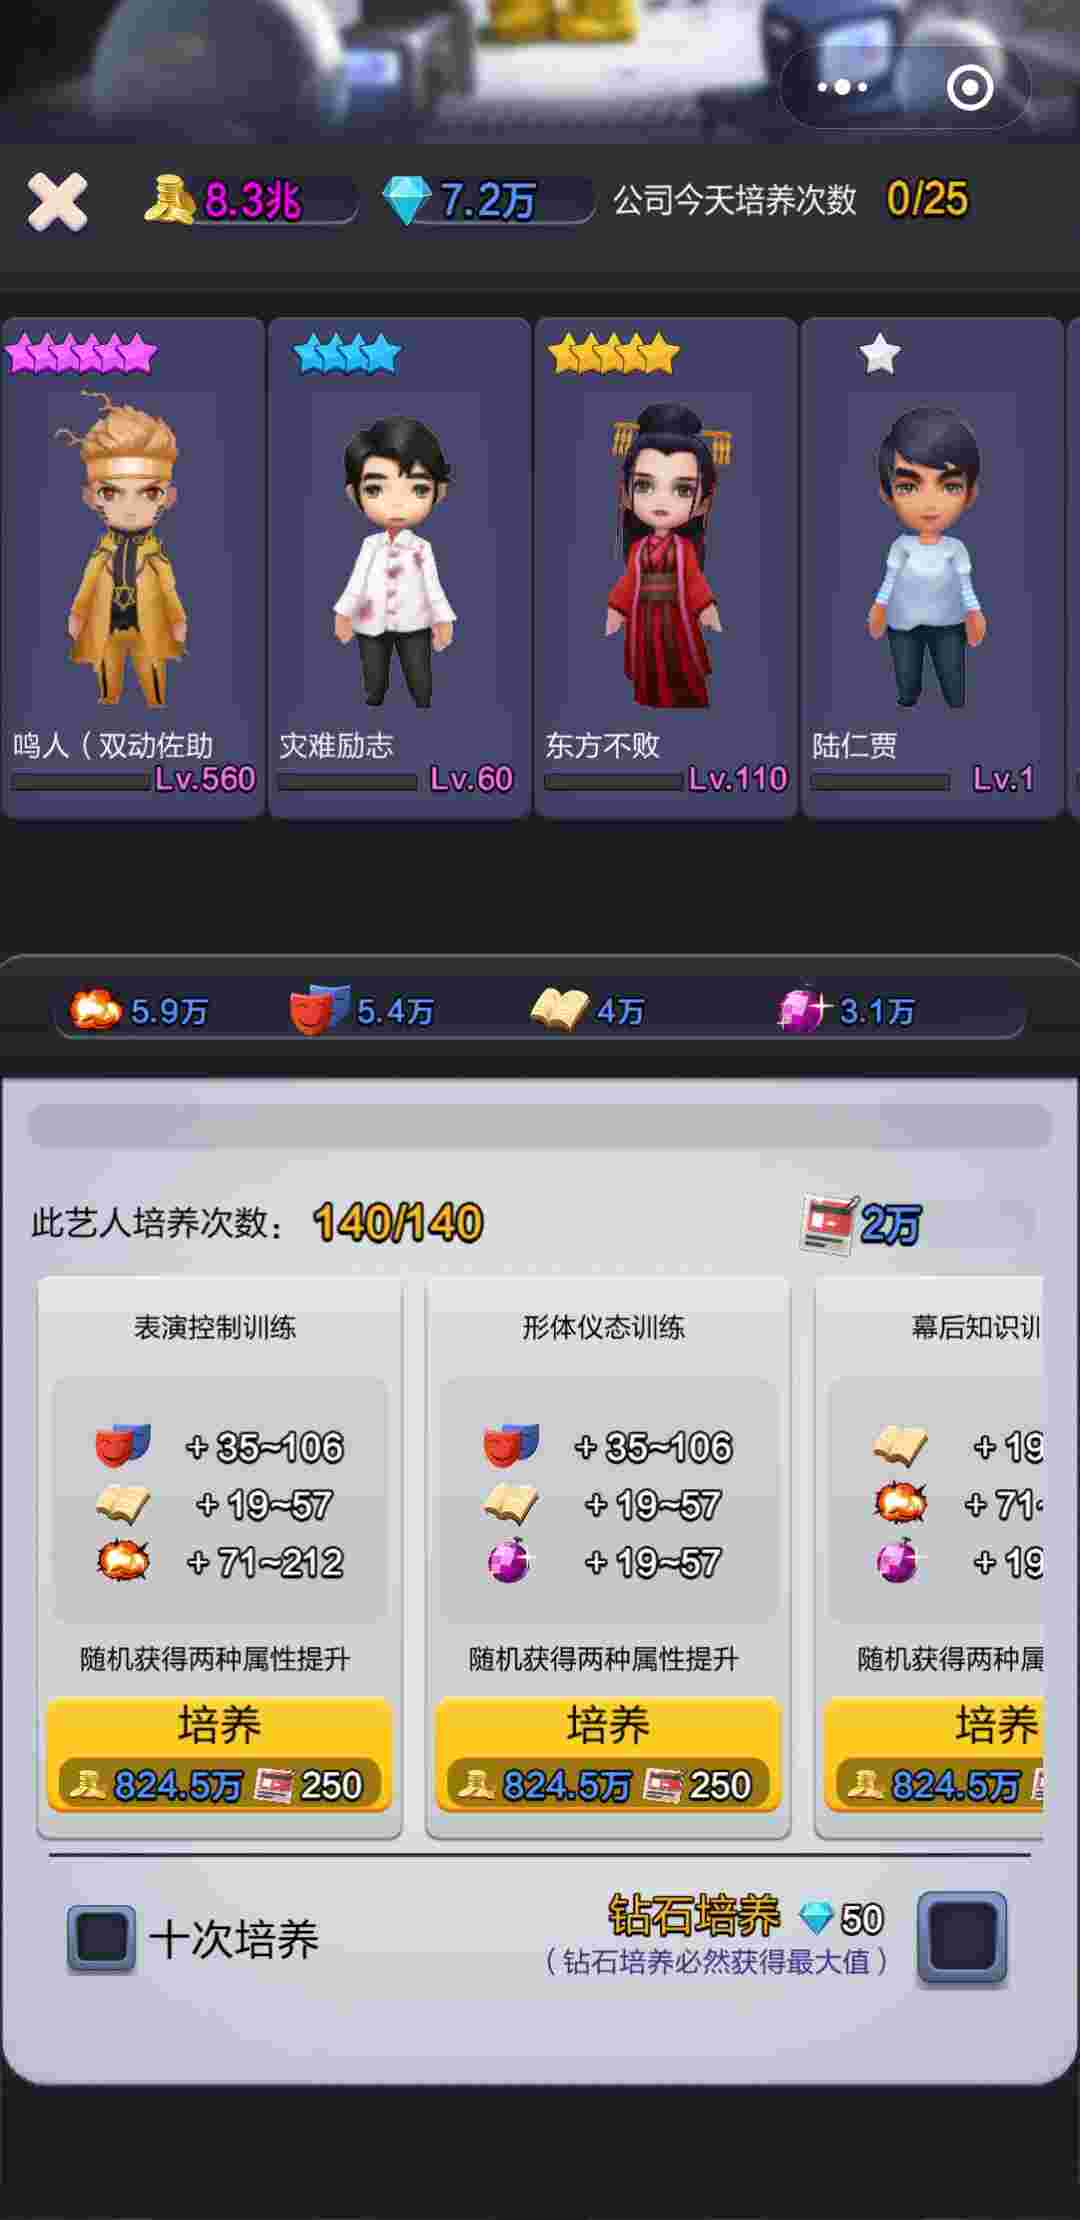 8.3兆 7.2万 公司今天培养次数 0/25
鸣人（双动佐助 灾难励志 东方不败 陆仁贾
Lv.560 Lv.60 Lv.110 Lv.1
5.9万 5.4万 4万 3.1万
此艺人培养次数： 140/140 2万
表演控制训练 形体仪态训练 幕后知识训
+ 35~106 + 35~106 + 19
+ 19~57 + 19~57 + 71
+ 71~212 + 19~57 + 19
随机获得两种属性提升 随机获得两种属性提升 随机获得两种属
培养 培养 培养
824.5万 250 824.5万 250 824.5万
十次培养 钻石培养 50
（钻石培养必然获得最大值）